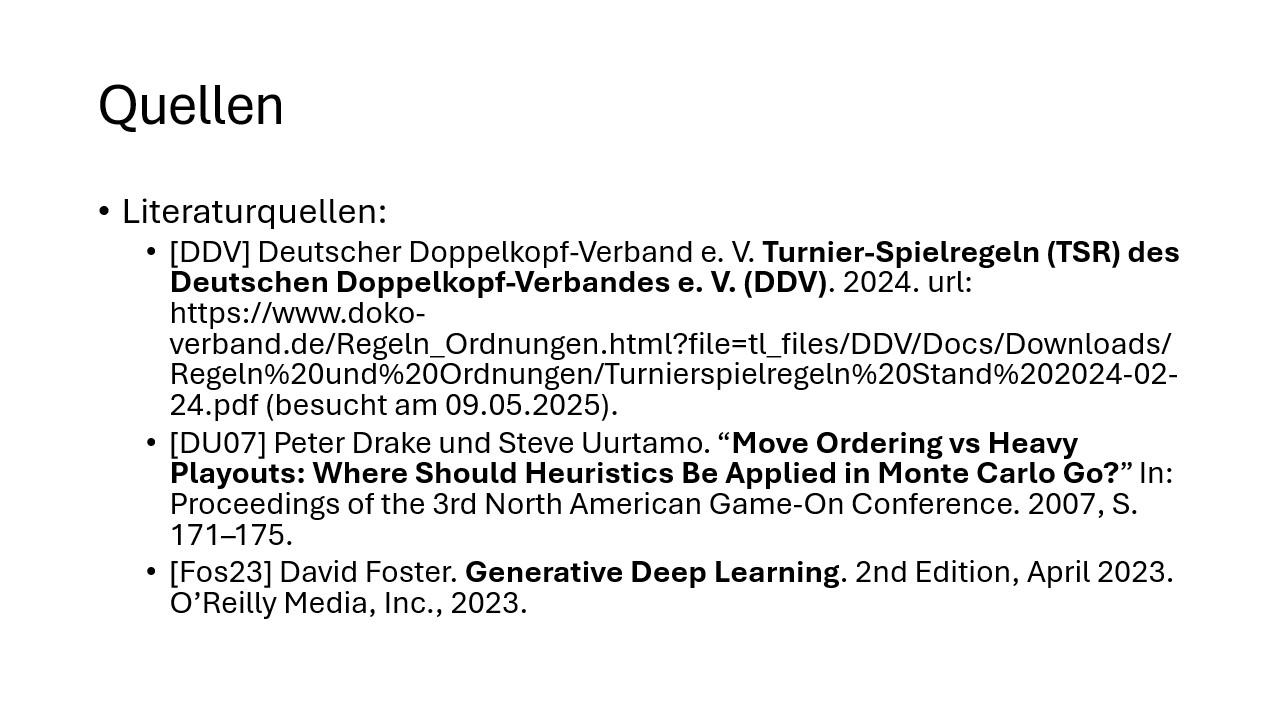 Quellen
• Literaturquellen:
• [DDV] Deutscher Doppelkopf-Verband e. V. Turnier-Spielregeln (TSR) des
Deutschen Doppelkopf-Verbandes e. V. (DDV). 2024. url:
https://www.doko-
verband.de/Regeln_Ordnungen.html?file=tl_files/DDV/Docs/Downloads/
Regeln%20und%20Ordnungen/Turnierspielregeln%20Stand%202024-02-
24.pdf (besucht am 09.05.2025).
• [DU07] Peter Drake und Steve Uurtamo. “Move Ordering vs Heavy
Playouts: Where Should Heuristics Be Applied in Monte Carlo Go?” In:
Proceedings of the 3rd North American Game-On Conference. 2007, S.
171–175.
• [Fos23] David Foster. Generative Deep Learning. 2nd Edition, April 2023.
O’Reilly Media, Inc., 2023.